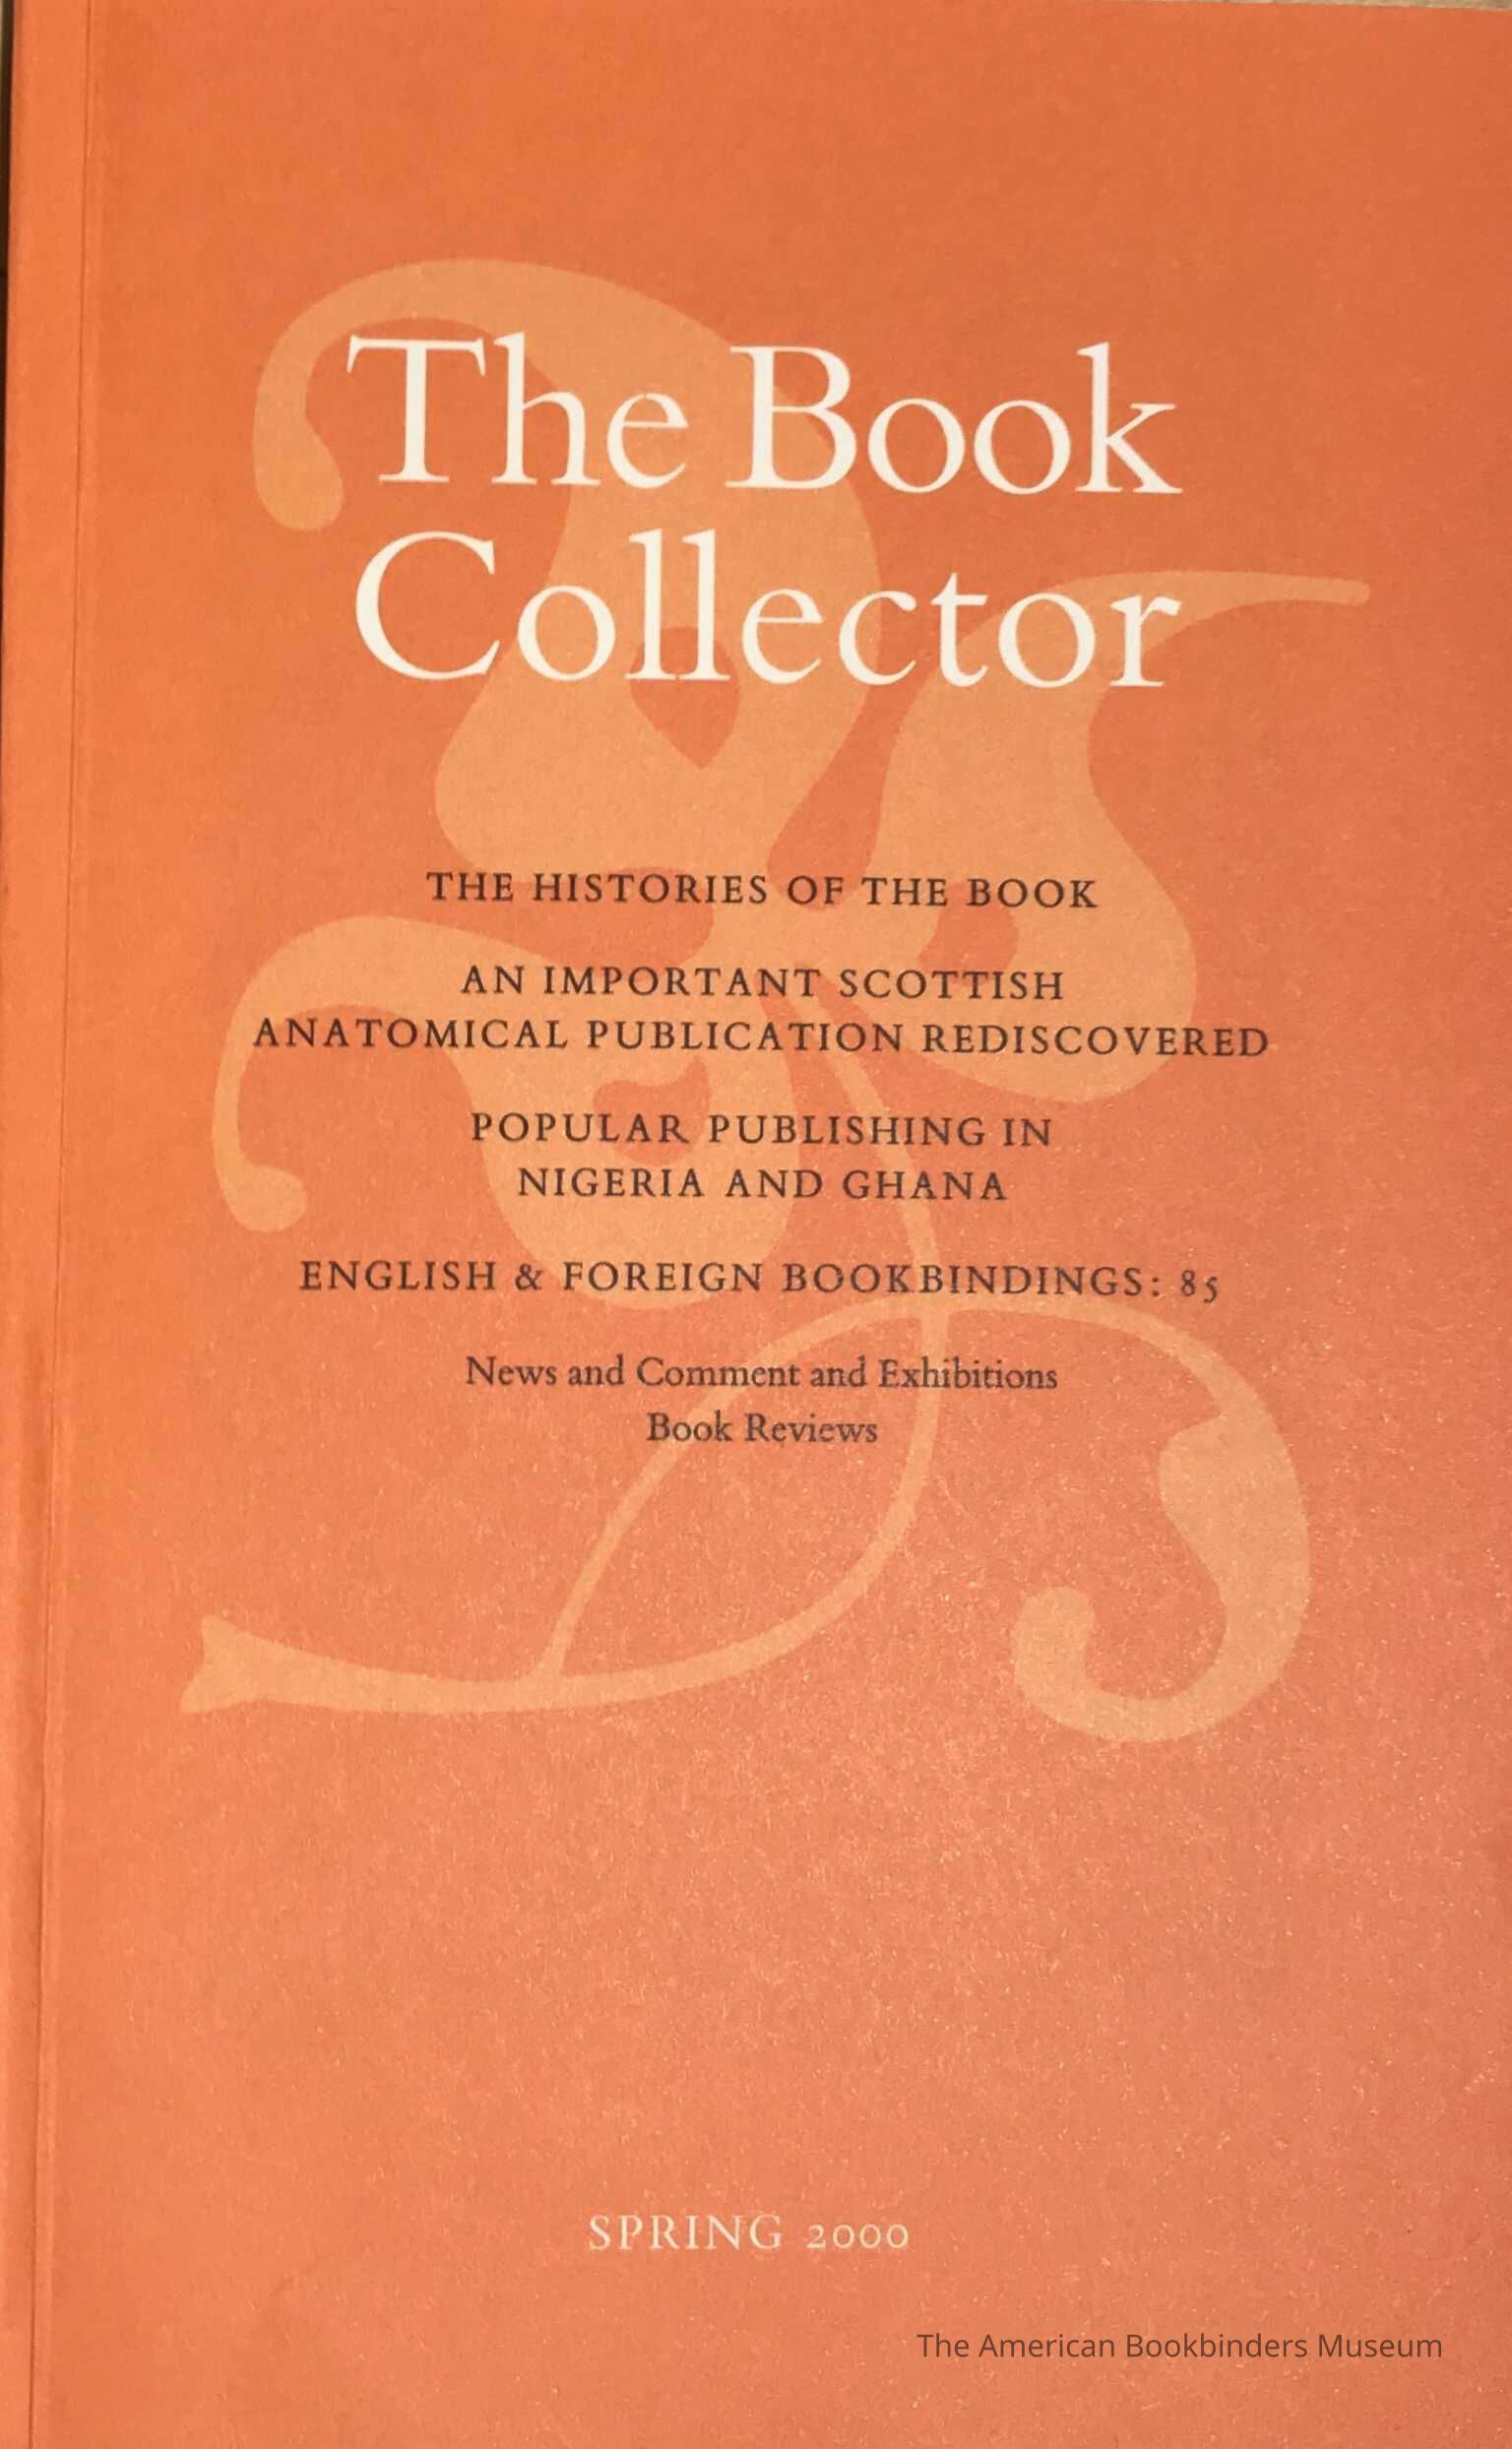 The Book
Collector
THE HISTORIES OF THE BOOK
AN IMPORTANT SCOTTISH
ANATOMICAL PUBLICATION REDISCOVERED
POPULAR PUBLISHING IN
NIGERIA AND GHANA
ENGLISH & FOREIGN BOOKBINDINGS: 85
News and Comment and Exhibitions
Book Reviews
SPRING 2000
The American Bookbinders Museum